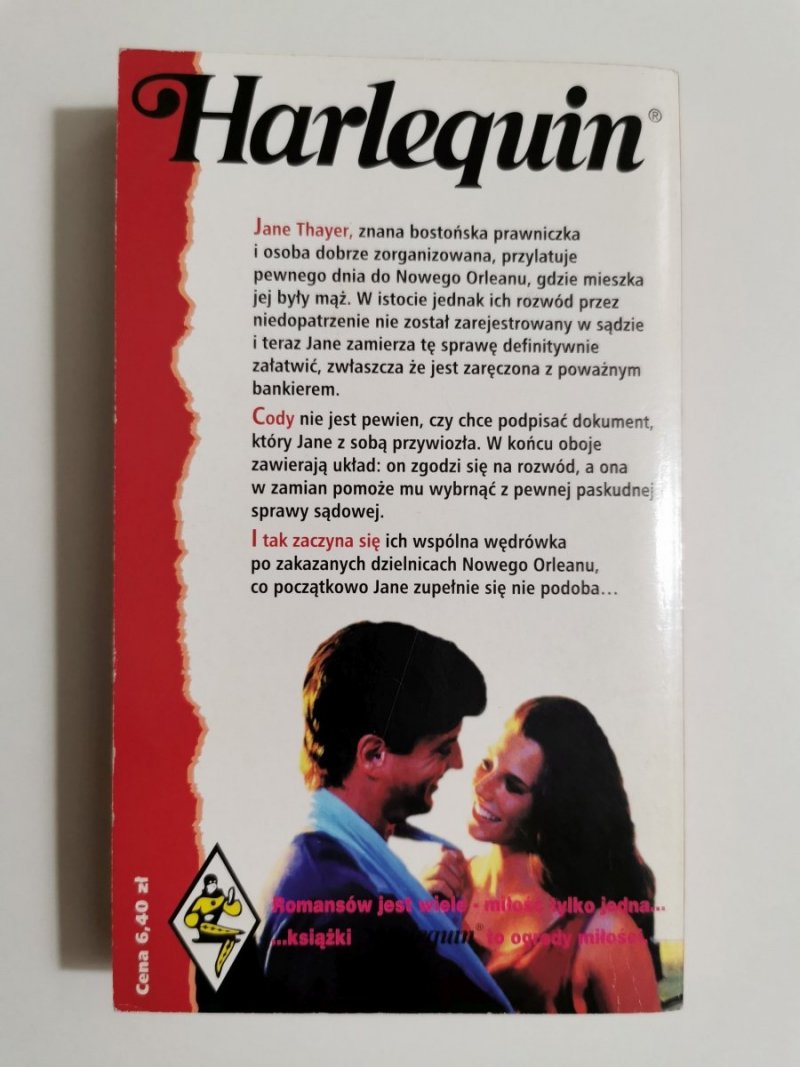 Harlequin®
Jane Thayer, znana bostońska prawniczka
i osoba dobrze zorganizowana, przylatuje
pewnego dnia do Nowego Orleanu, gdzie mieszka
jej były mąż. W istocie jednak ich rozwód przez
niedopatrzenie nie został zarejestrowany w sądzie
i teraz Jane zamierza tę sprawę definitywnie
załatwić, zwłaszcza że jest zaręczona z poważnym
bankierem.
Cody nie jest pewien, czy chce podpisać dokument,
który Jane z sobą przywiozła. W końcu oboje
zawierają układ: on zgodzi się na rozwód, a ona
w zamian pomoże mu wybrnąć z pewnej paskudnej
sprawy sądowej.
I tak zaczyna się ich wspólna wędrówka
po zakazanych dzielnicach Nowego Orleanu,
co początkowo Jane zupełnie się nie podoba...
Romansów jest wiele - miłość tylko jedna...
...książki Harlequin® to ogrody miłości
Cena 6,40 zł